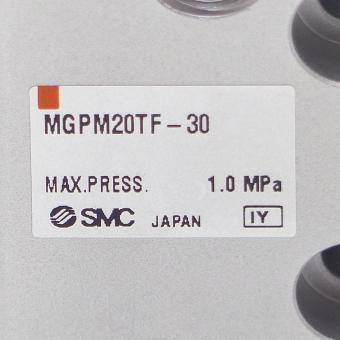 MGPM20TF-30
MAX.PRESS. 1.0 MPa
SMC JAPAN IY